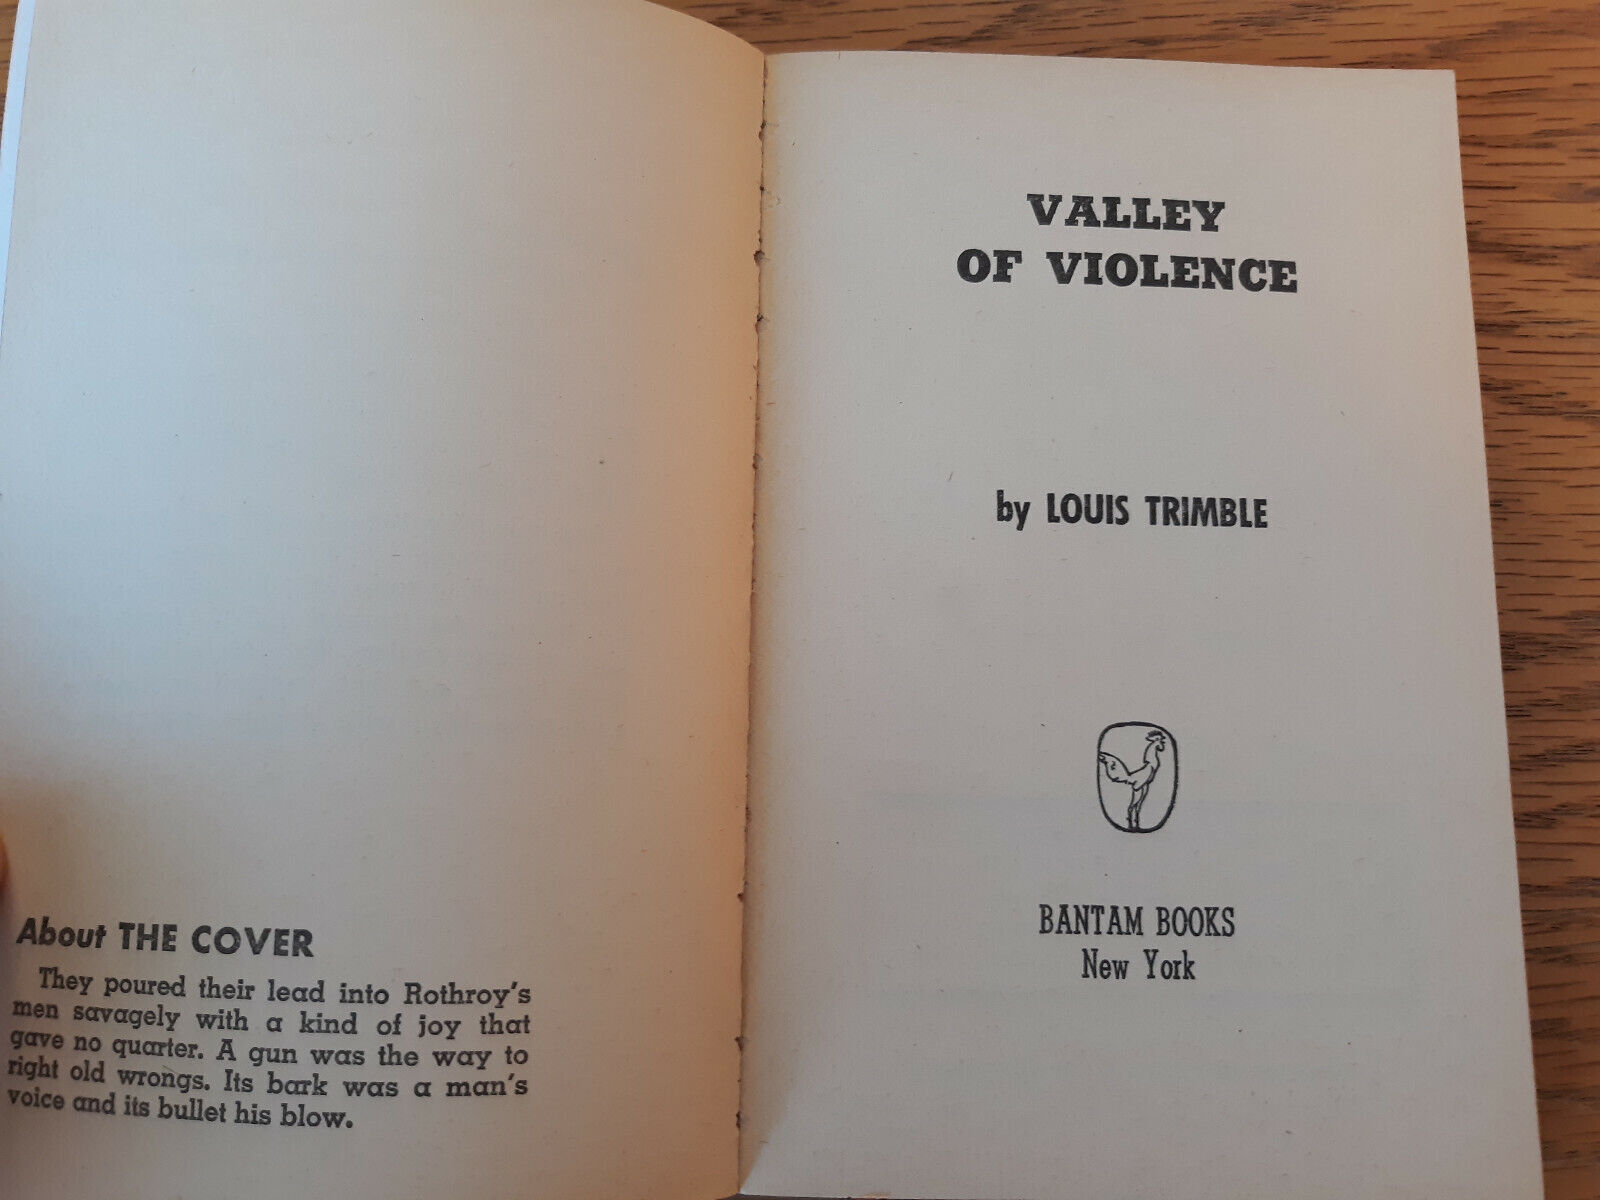 About THE COVER
They poured their lead into Rothroy's
men savagely with a kind of joy that
gave no quarter. A gun was the way to
right old wrongs. Its bark was a man's
voice and its bullet his blow.
VALLEY
OF VIOLENCE
by LOUIS TRIMBLE
BANTAM BOOKS
New York